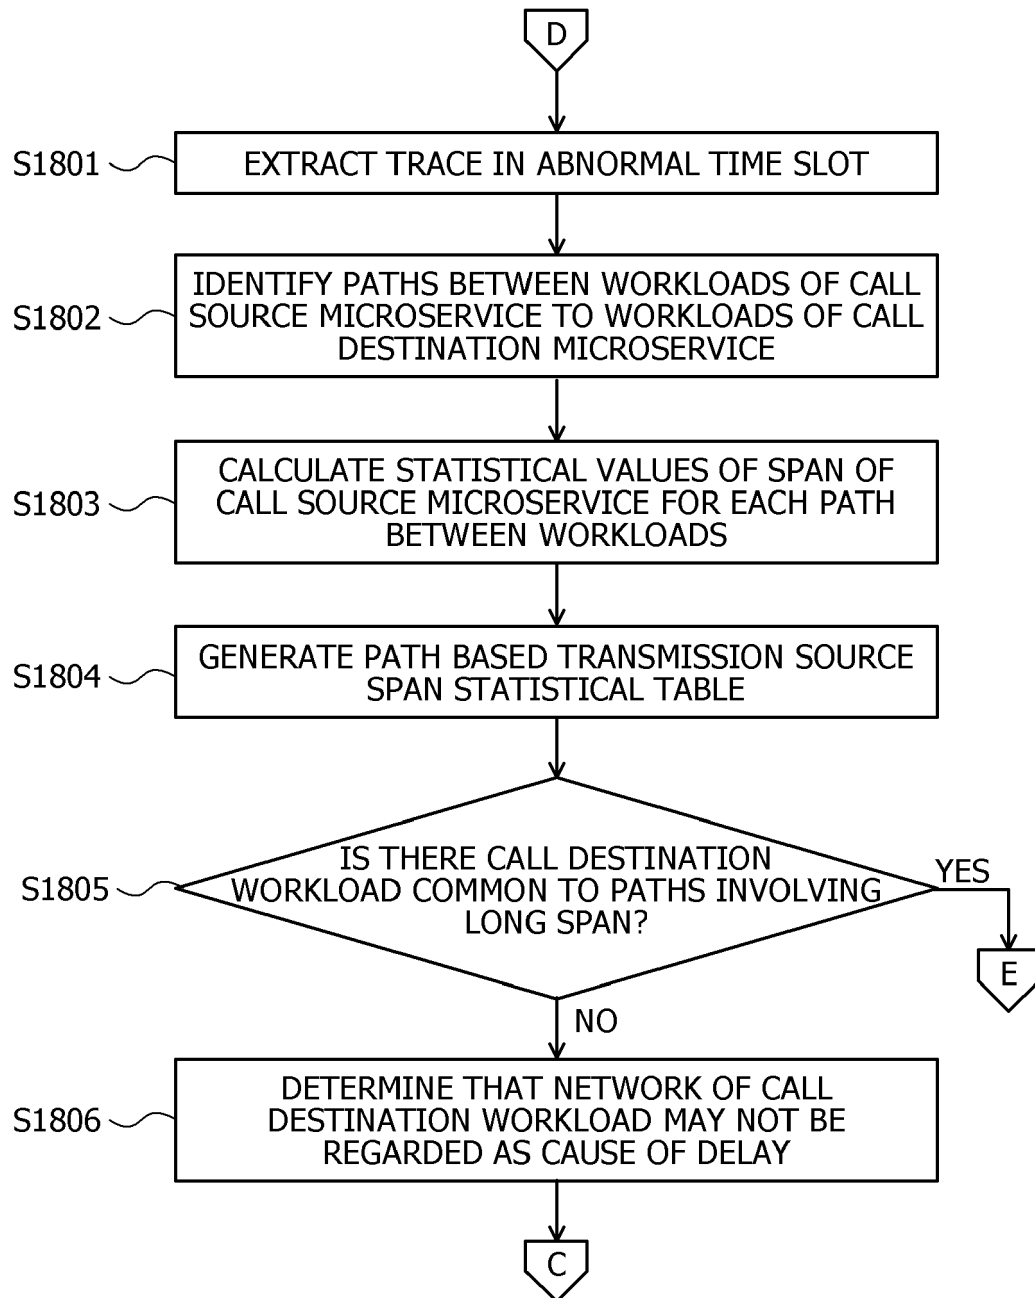 D
S1801
EXTRACT TRACE IN ABNORMAL TIME SLOT
S1802
IDENTIFY PATHS BETWEEN WORKLOADS OF CALL
SOURCE MICROSERVICE TO WORKLOADS OF CALL
DESTINATION MICROSERVICE
S1803
CALCULATE STATISTICAL VALUES OF SPAN OF
CALL SOURCE MICROSERVICE FOR EACH PATH
BETWEEN WORKLOADS
S1804
GENERATE PATH BASED TRANSMISSION SOURCE
SPAN STATISTICAL TABLE
S1805
IS THERE CALL DESTINATION
WORKLOAD COMMON TO PATHS INVOLVING
LONG SPAN?
YES
E
NO
S1806
DETERMINE THAT NETWORK OF CALL
DESTINATION WORKLOAD MAY NOT BE
REGARDED AS CAUSE OF DELAY
C